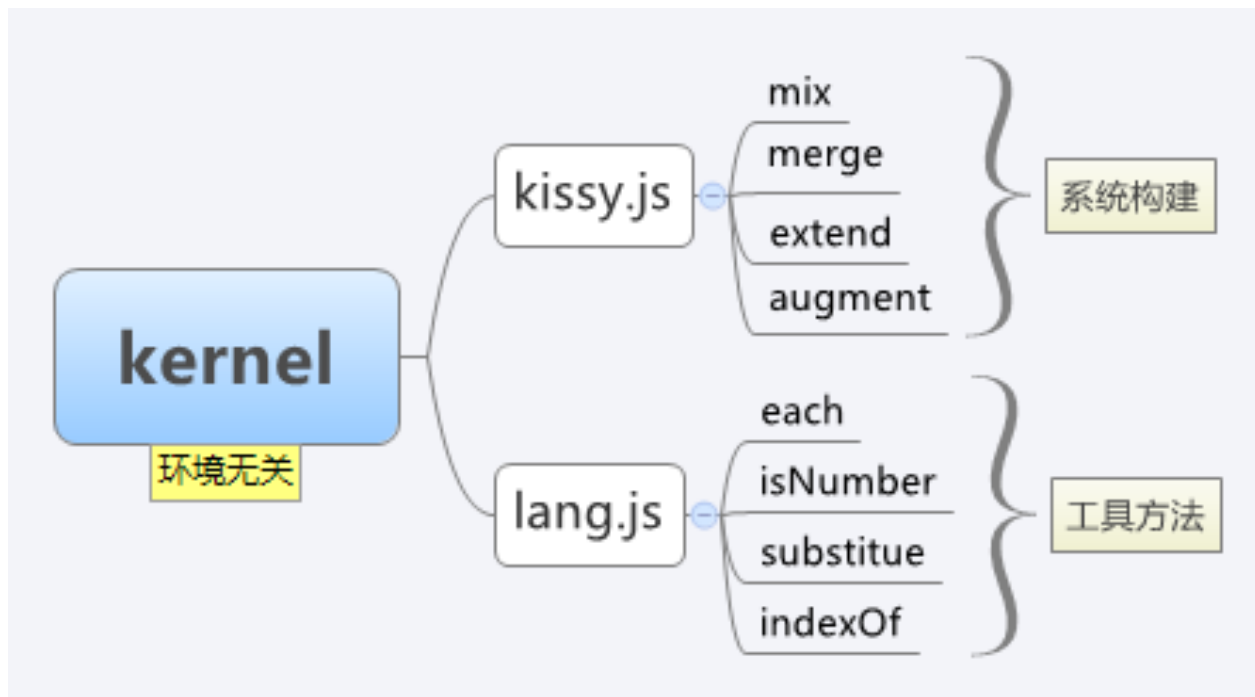 kernel
环境无关
kissy.js
mix
merge
extend
augment
系统构建
lang.js
each
isNumber
substitue
indexOf
工具方法